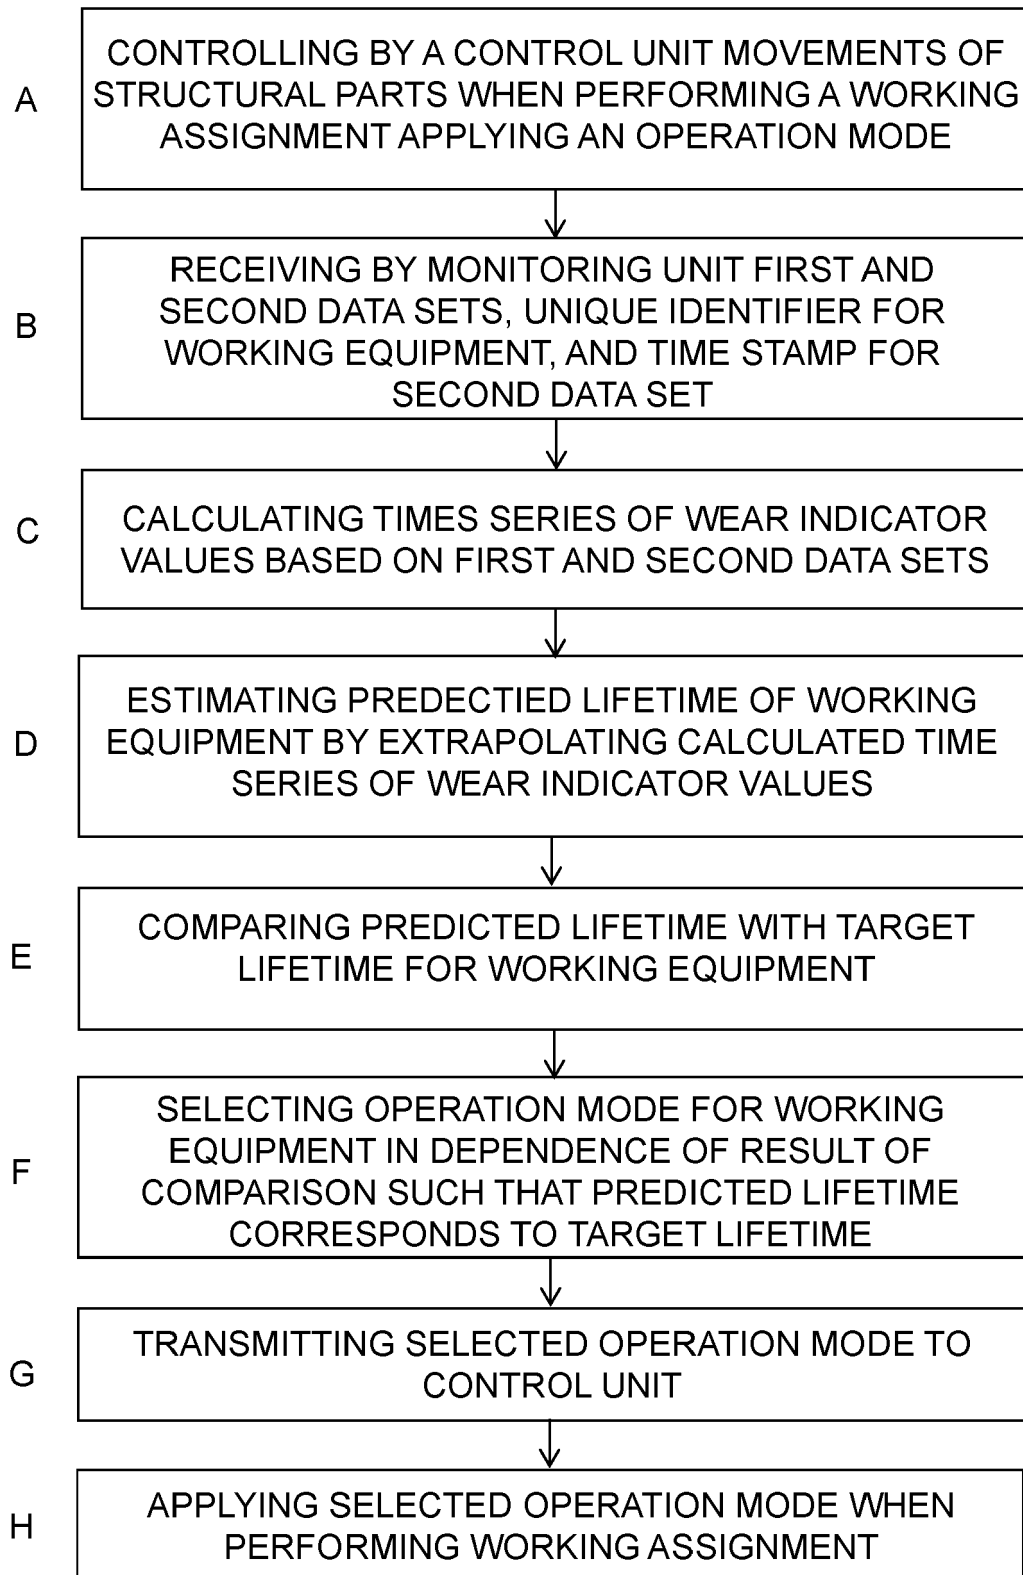 A
CONTROLLING BY A CONTROL UNIT MOVEMENTS OF
STRUCTURAL PARTS WHEN PERFORMING A WORKING
ASSIGNMENT APPLYING AN OPERATION MODE
B
RECEIVING BY MONITORING UNIT FIRST AND
SECOND DATA SETS, UNIQUE IDENTIFIER FOR
WORKING EQUIPMENT, AND TIME STAMP FOR
SECOND DATA SET
C
CALCULATING TIMES SERIES OF WEAR INDICATOR
VALUES BASED ON FIRST AND SECOND DATA SETS
D
ESTIMATING PREDECTIED LIFETIME OF WORKING
EQUIPMENT BY EXTRAPOLATING CALCULATED TIME
SERIES OF WEAR INDICATOR VALUES
E
COMPARING PREDICTED LIFETIME WITH TARGET
LIFETIME FOR WORKING EQUIPMENT
F
SELECTING OPERATION MODE FOR WORKING
EQUIPMENT IN DEPENDENCE OF RESULT OF
COMPARISON SUCH THAT PREDICTED LIFETIME
CORRESPONDS TO TARGET LIFETIME
G
TRANSMITTING SELECTED OPERATION MODE TO
CONTROL UNIT
H
APPLYING SELECTED OPERATION MODE WHEN
PERFORMING WORKING ASSIGNMENT